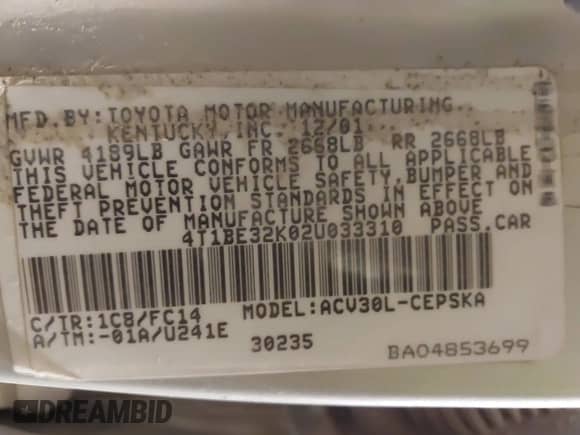 MFD. BY: TOYOTA MOTOR MANUFACTURING,
KENTUCKY, INC. 12/01
GVWR 4189LB GAWR FR 2668LB RR 2668LB
THIS VEHICLE CONFORMS TO ALL APPLICABLE
FEDERAL MOTOR VEHICLE SAFETY, BUMPER AND
THEFT PREVENTION STANDARDS IN EFFECT ON
THE DATE OF MANUFACTURE SHOWN ABOVE
4T1BE32K02U033310 PASS. CAR
C/TR:1C8/FC14 MODEL:ACV30L-CEPSKA
A/TM:-01A/U241E 30235
BA04853699
DREAMBID